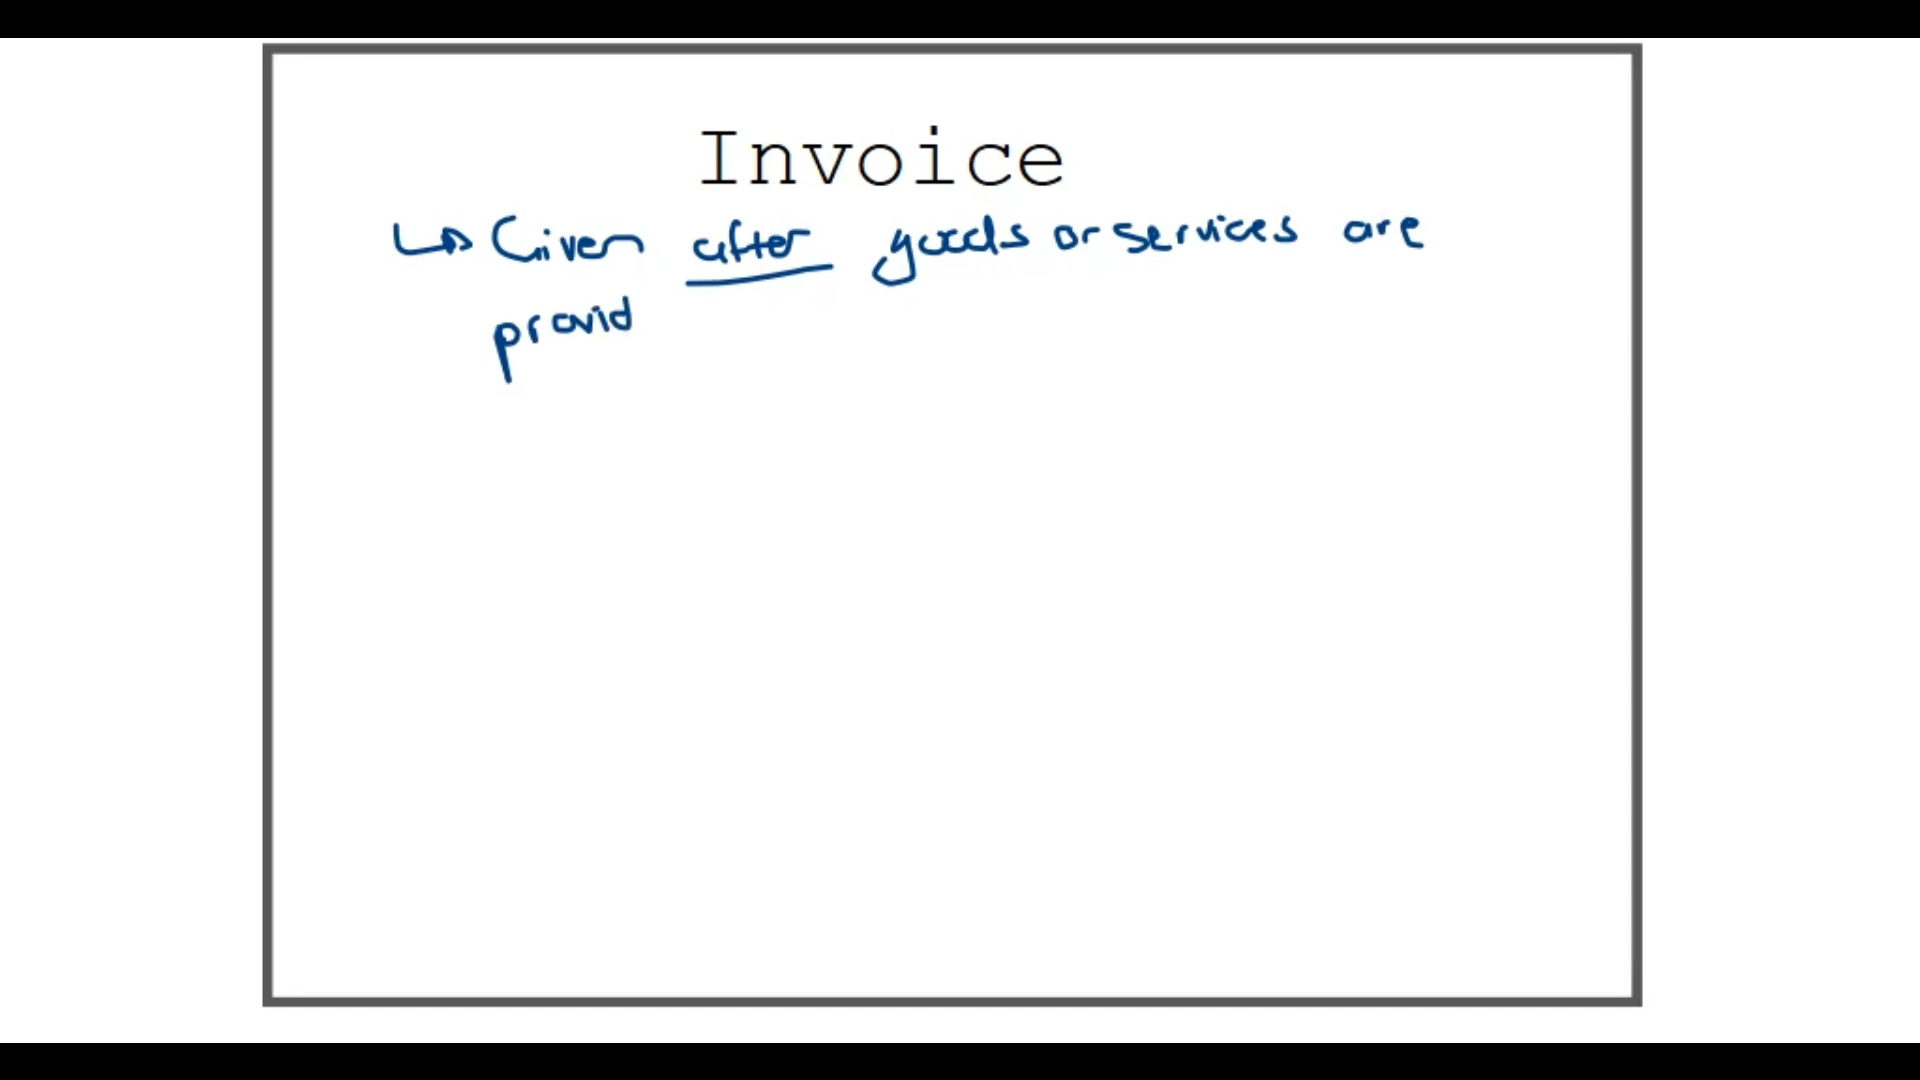 Invoice
↳ Given after goods or services are
provid